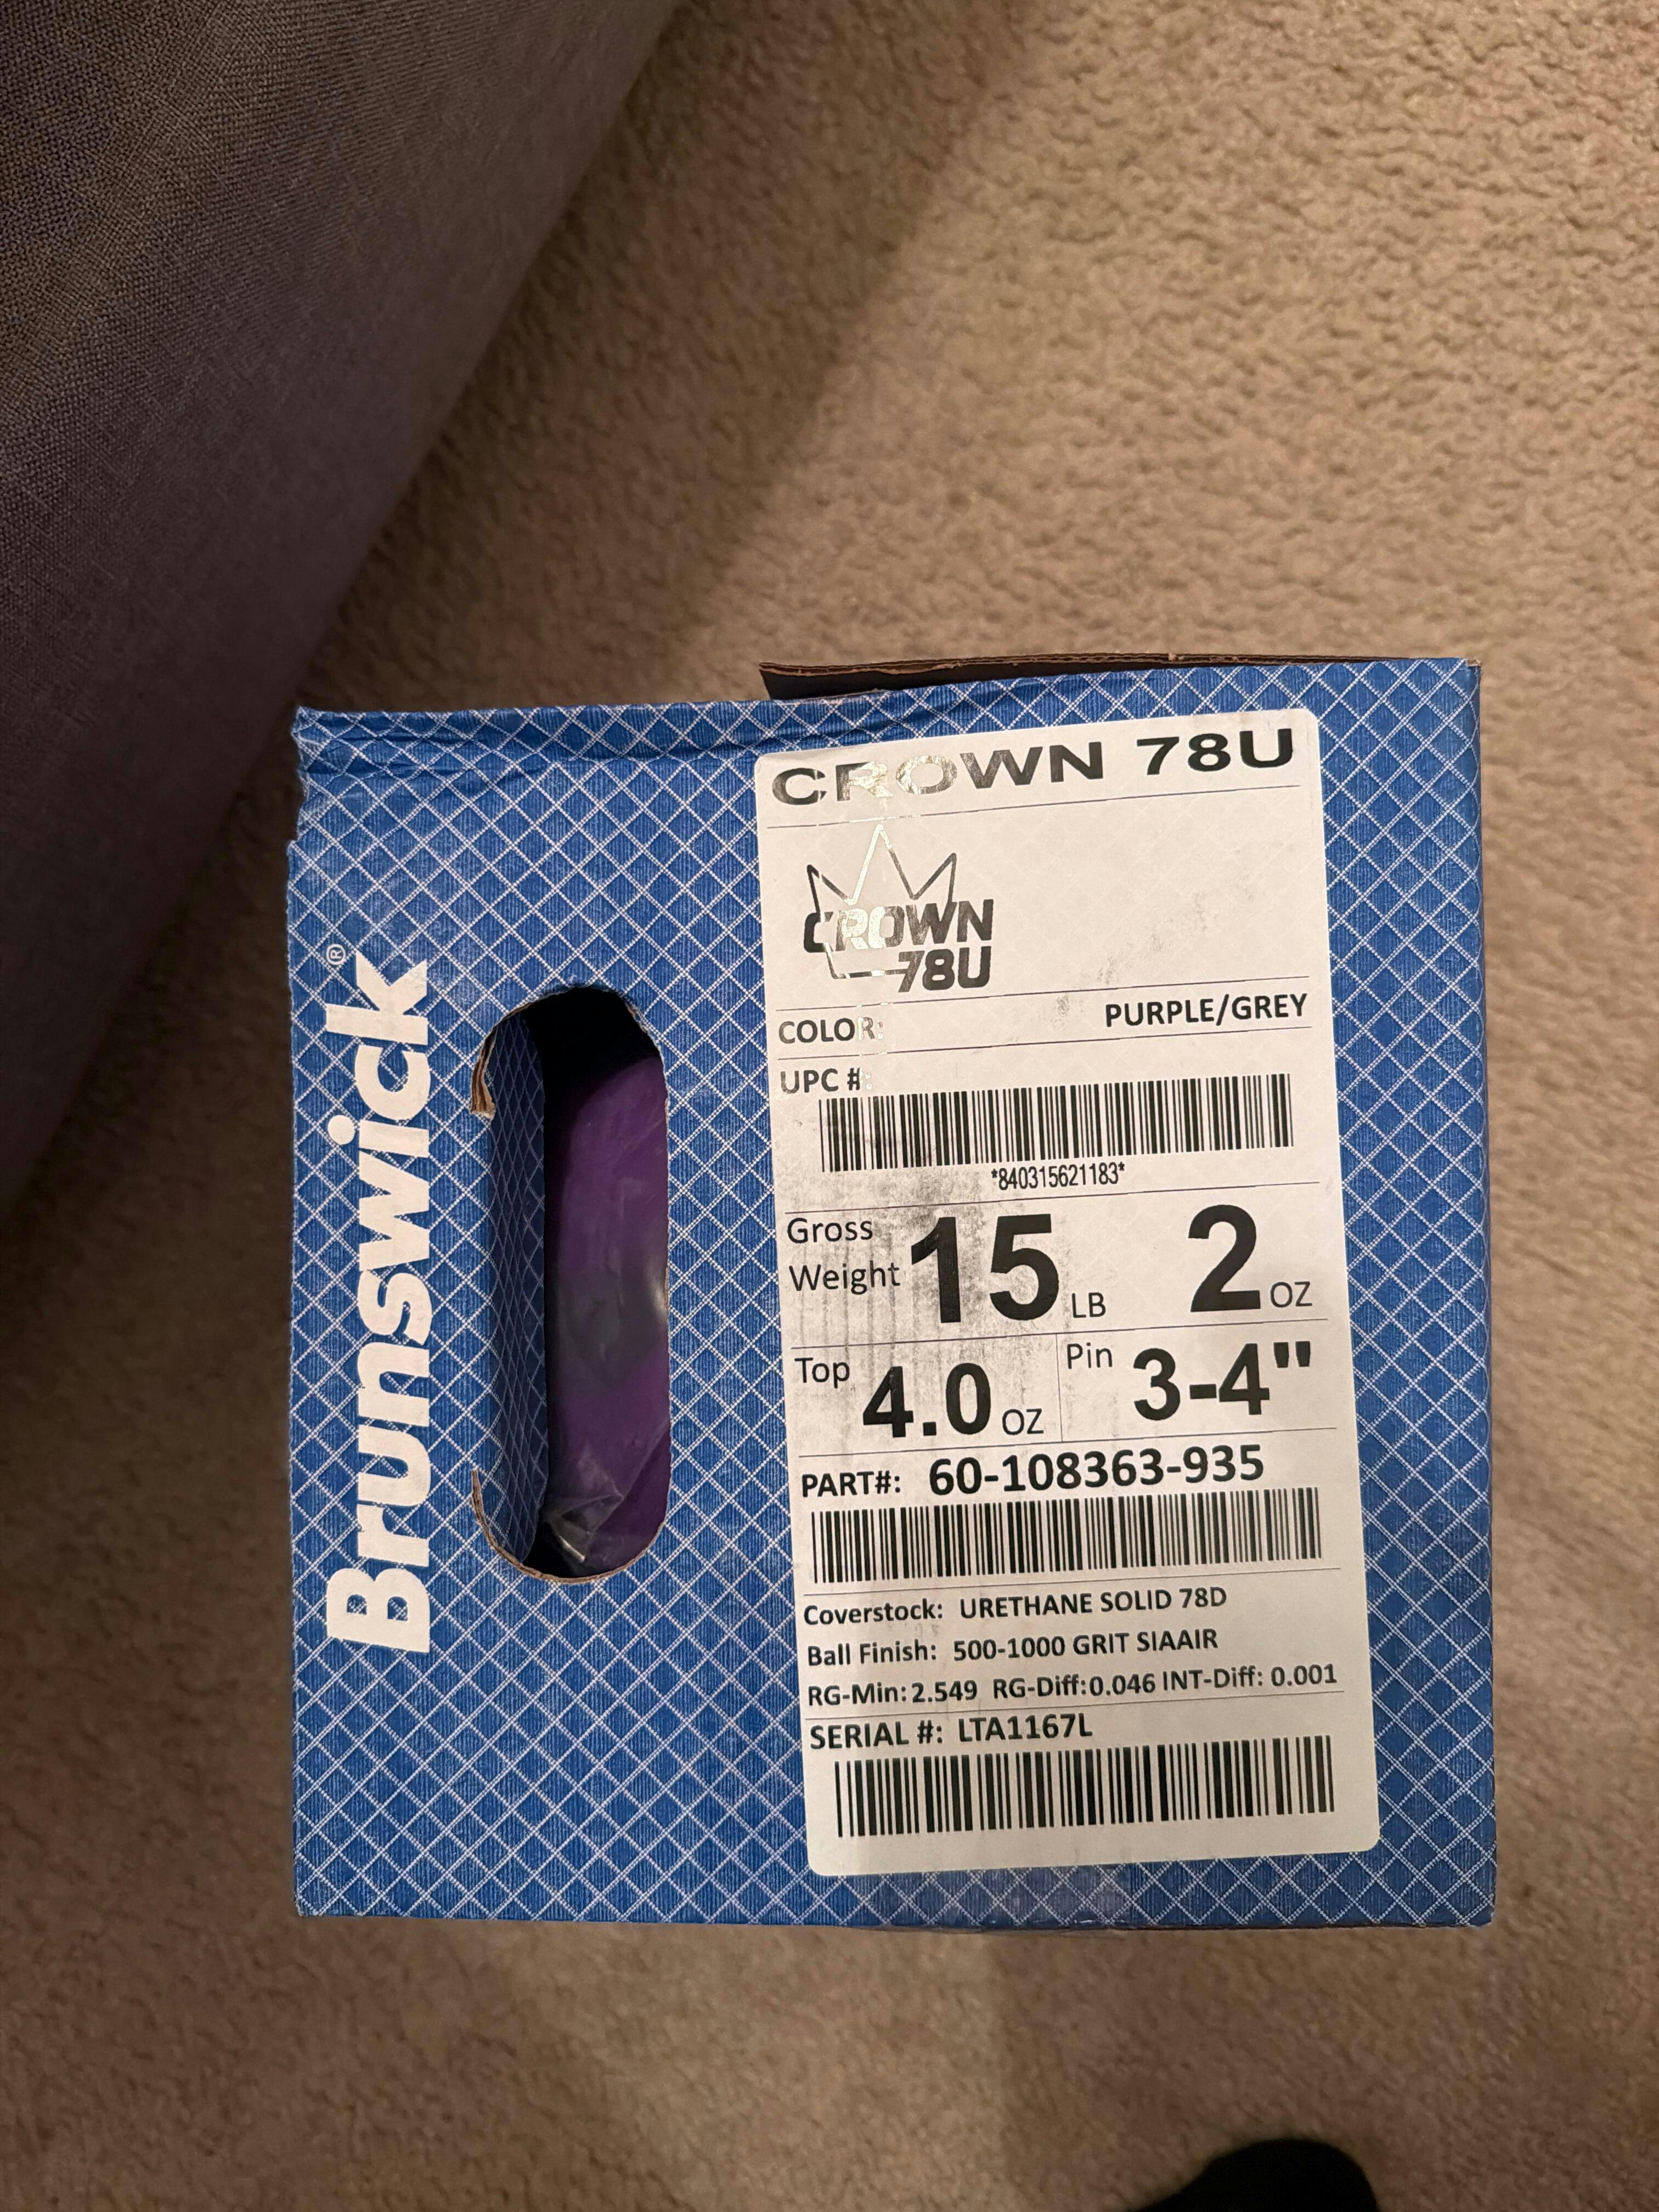 Brunswick®
CROWN 78U
CROWN
78U
COLOR: PURPLE/GREY
UPC #:
*840315621183*
Gross Weight 15 LB 2 OZ
Top 4.0 OZ Pin 3-4"
PART#: 60-108363-935
Coverstock: URETHANE SOLID 78D
Ball Finish: 500-1000 GRIT SIAAIR
RG-Min: 2.549 RG-Diff: 0.046 INT-Diff: 0.001
SERIAL #: LTA1167L